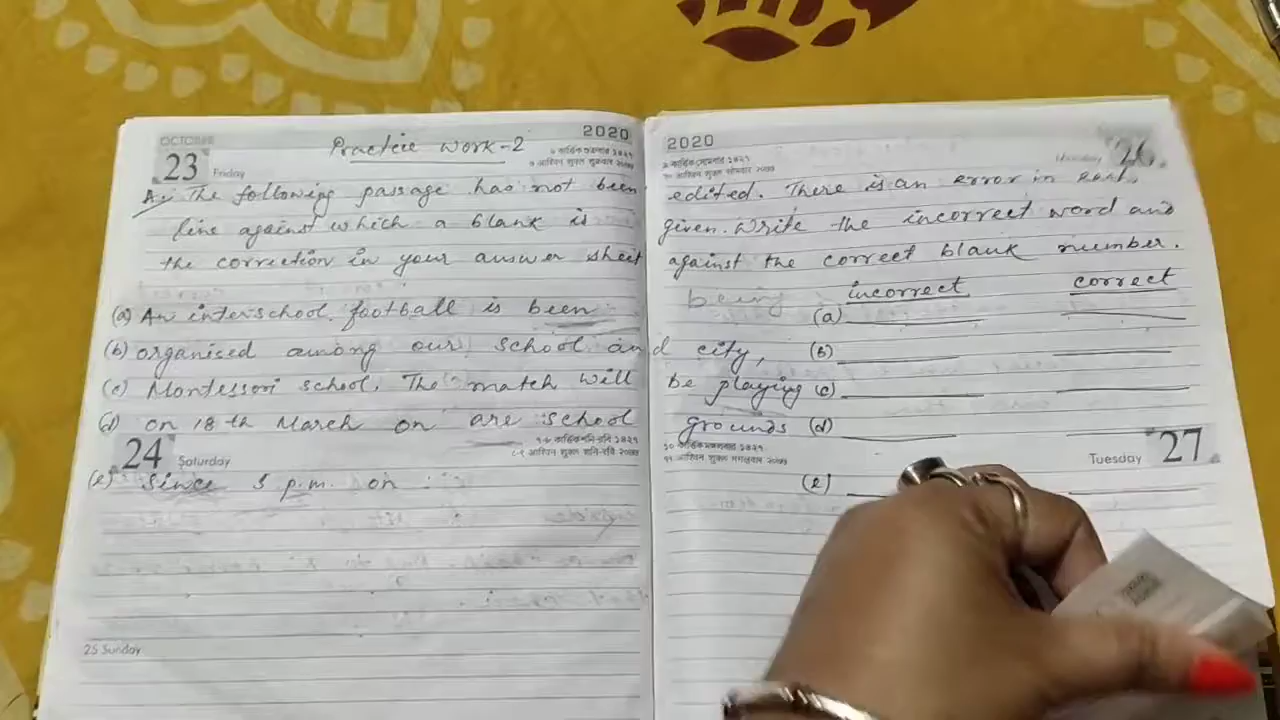 OCTOBER
2020
23
Friday
Practice Work-2
A. The following passage has not been
line against which a blank is
the correction in your answer sheet
(a) An interschool football is been
(b) organised among our school and
(c) Montessori school. The match will
(d) on 18th March on are school
24
Saturday
(e) Since 5 p.m. on
25 Sunday
2020
Monday
26
edited. There is an error in each
given. Write the incorrect word and
against the correct blank number.
being
incorrect
correct
(a)
city,
(b)
be playing (c)
grounds (d)
Tuesday 27
(e)